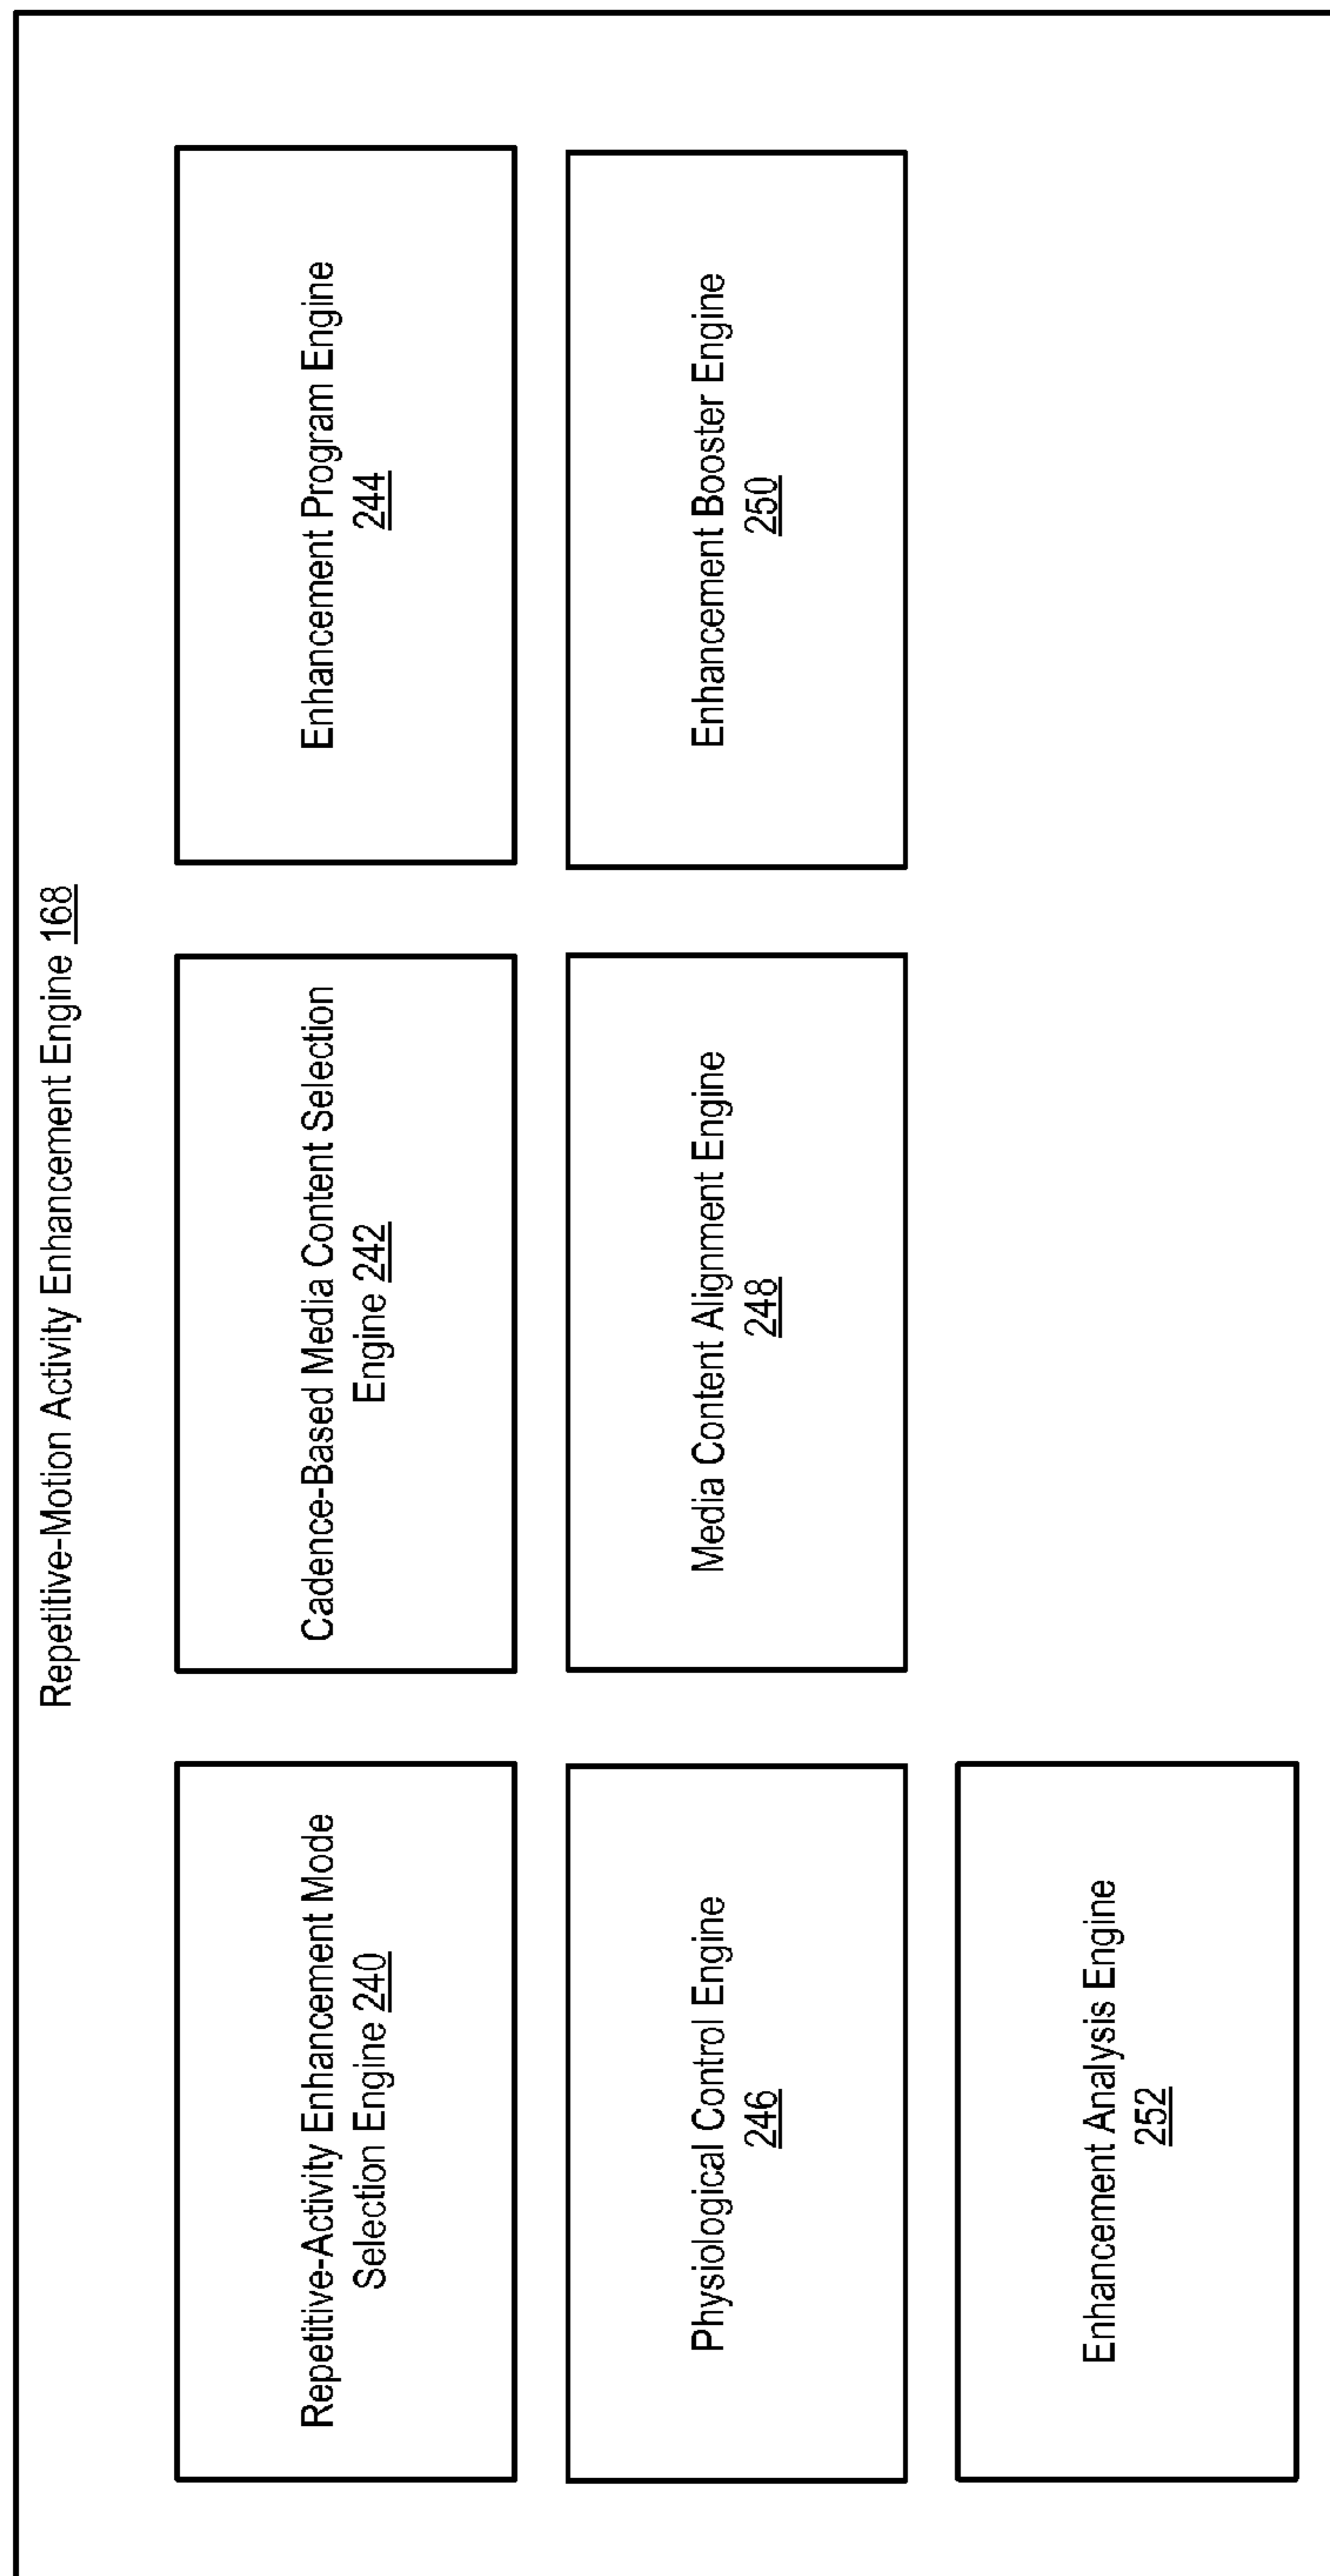 Repetitive-Motion Activity Enhancement Engine 168
Repetitive-Activity Enhancement Mode
Selection Engine 240
Cadence-Based Media Content Selection
Engine 242
Enhancement Program Engine
244
Physiological Control Engine
246
Media Content Alignment Engine
248
Enhancement Booster Engine
250
Enhancement Analysis Engine
252